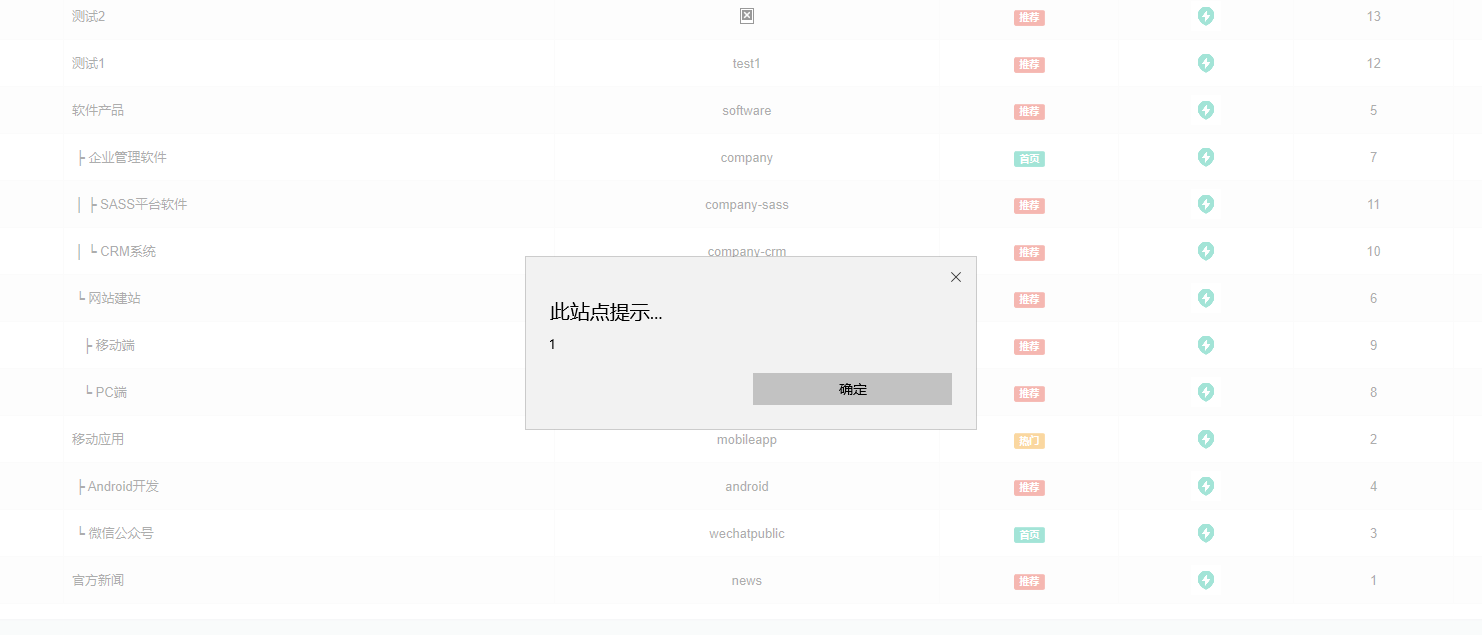 测试2 推荐 13
测试1 test1 推荐 12
软件产品 software 推荐 5
├ 企业管理软件 company 首页 7
│ ├ SASS平台软件 company-sass 推荐 11
│ └ CRM系统 company-crm 推荐 10
└ 网站建站 推荐 6
├ 移动端 推荐 9
└ PC端 推荐 8
移动应用 mobileapp 热门 2
├ Android开发 android 推荐 4
└ 微信公众号 wechatpublic 首页 3
官方新闻 news 推荐 1
此站点提示...
1
确定